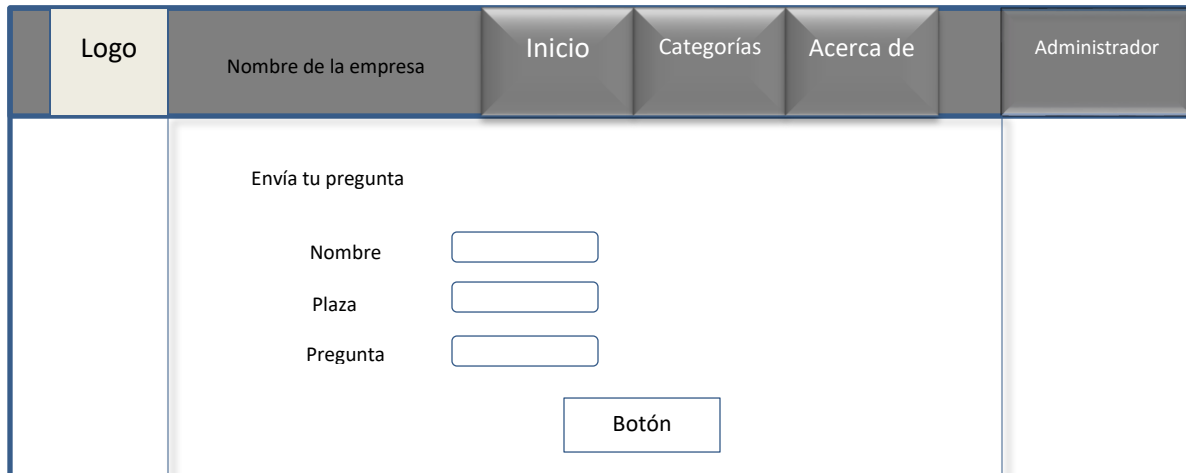 Logo
Nombre de la empresa
Inicio
Categorías
Acerca de
Administrador
Envía tu pregunta
Nombre
Plaza
Pregunta
Botón